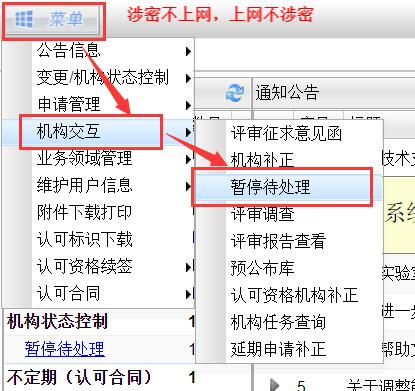 菜单
涉密不上网，上网不涉密
公告信息
变更/机构状态控制
申请管理
机构交互
业务领域管理
维护用户信息
附件下载打印
认可标识下载
认可资格续签
认可合同
通知公告
评审征求意见函
机构补正
暂停待处理
评审调查
评审报告查看
预公布库
认可资格机构补正
机构任务查询
延期申请补正
技术支
系统
实验室
进一步
帮助文
机构状态控制 1
暂停待处理 1
不定期（认可合同） 1
5 关于调整